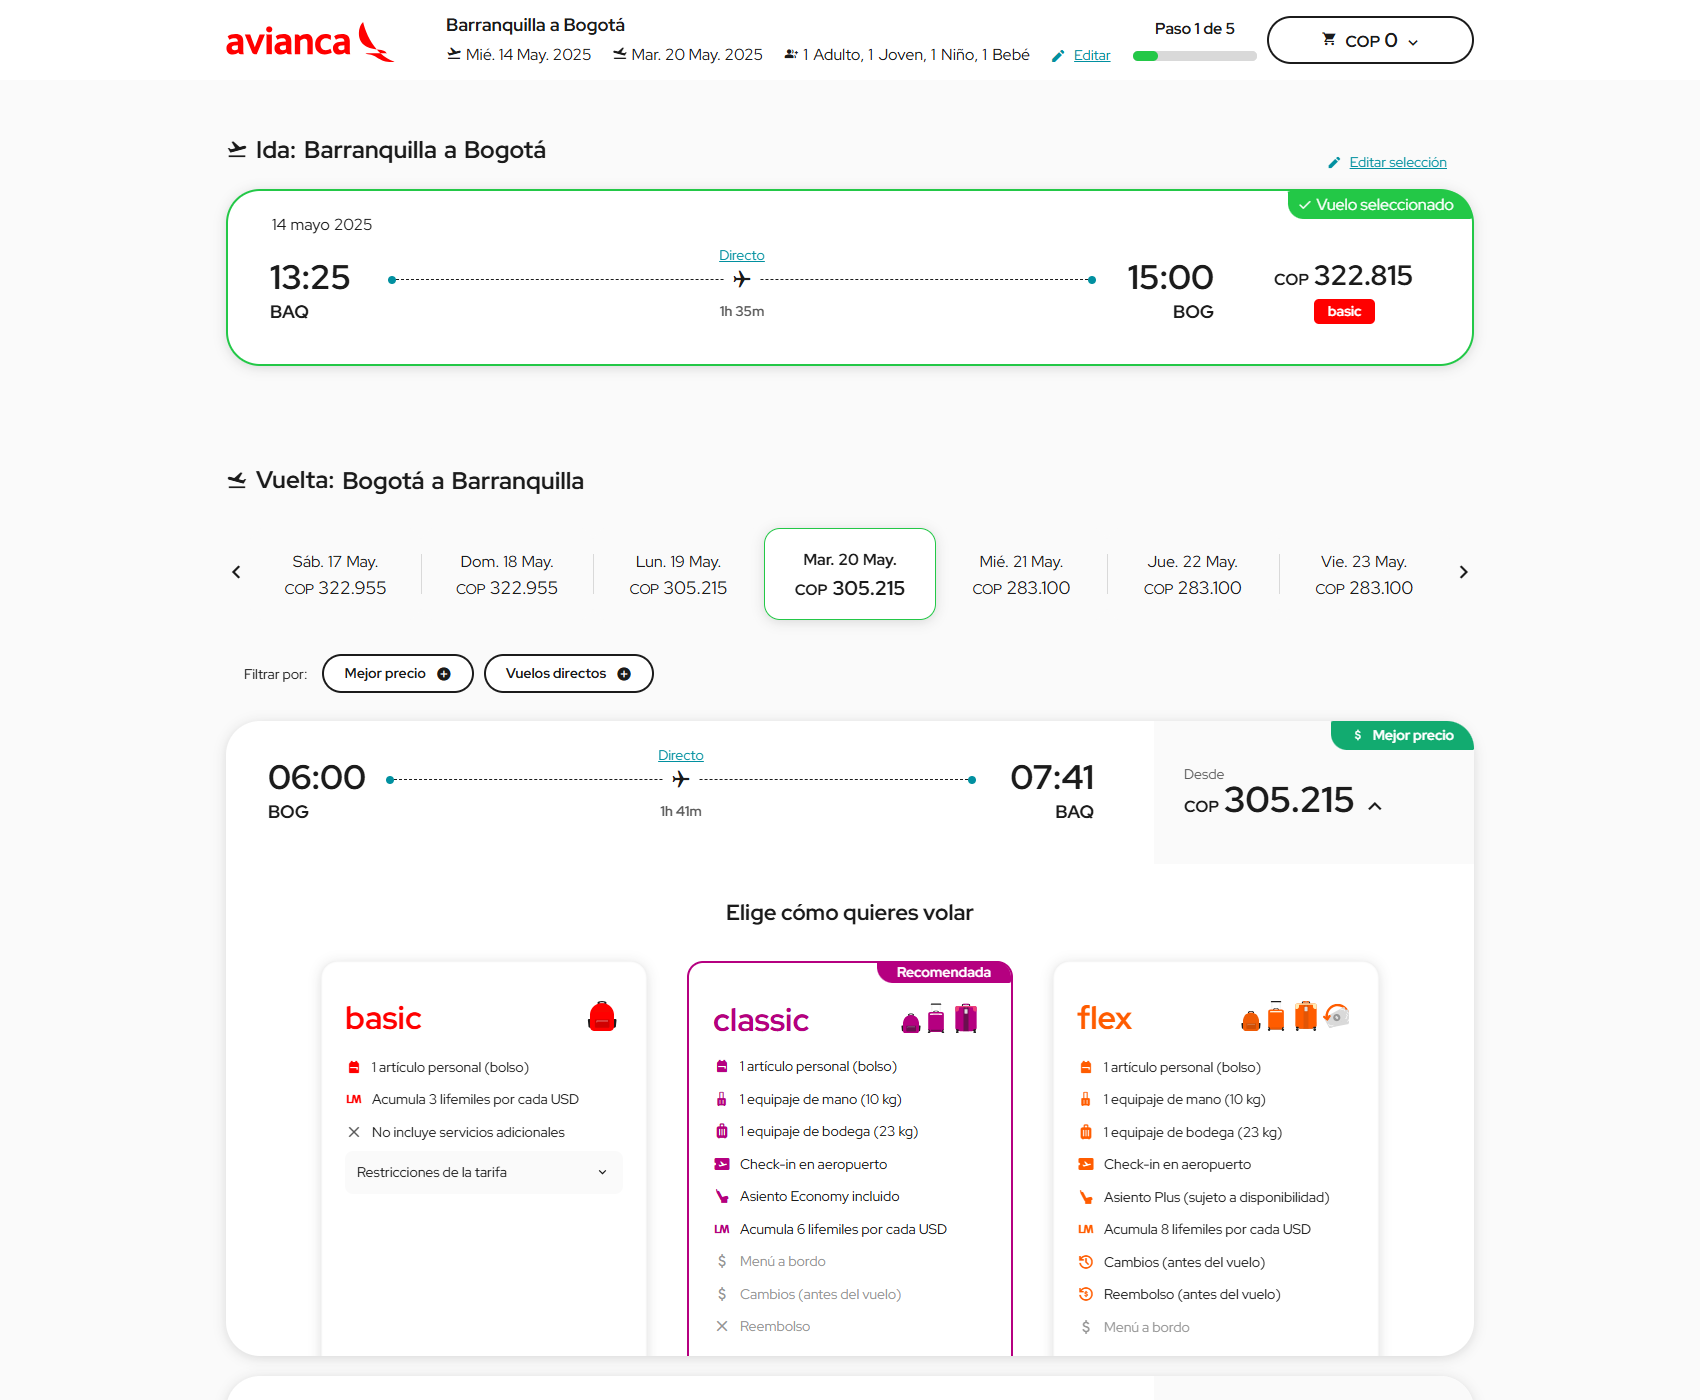 avianca
Barranquilla a Bogotá
Mié. 14 May. 2025
Mar. 20 May. 2025
1 Adulto, 1 Joven, 1 Niño, 1 Bebé
Editar
Paso 1 de 5
COP 0
Ida: Barranquilla a Bogotá
Editar selección
Vuelo seleccionado
14 mayo 2025
13:25
BAQ
Directo
1h 35m
15:00
BOG
COP 322.815
basic
Vuelta: Bogotá a Barranquilla
Sáb. 17 May.
COP 322.955
Dom. 18 May.
COP 322.955
Lun. 19 May.
COP 305.215
Mar. 20 May.
COP 305.215
Mié. 21 May.
COP 283.100
Jue. 22 May.
COP 283.100
Vie. 23 May.
COP 283.100
Filtrar por:
Mejor precio
Vuelos directos
$ Mejor precio
06:00
BOG
Directo
1h 41m
07:41
BAQ
Desde
COP 305.215
Elige cómo quieres volar
basic
1 artículo personal (bolso)
LM Acumula 3 lifemiles por cada USD
No incluye servicios adicionales
Restricciones de la tarifa
Recomendada
classic
1 artículo personal (bolso)
1 equipaje de mano (10 kg)
1 equipaje de bodega (23 kg)
Check-in en aeropuerto
Asiento Economy incluido
LM Acumula 6 lifemiles por cada USD
$ Menú a bordo
$ Cambios (antes del vuelo)
Reembolso
flex
1 artículo personal (bolso)
1 equipaje de mano (10 kg)
1 equipaje de bodega (23 kg)
Check-in en aeropuerto
Asiento Plus (sujeto a disponibilidad)
LM Acumula 8 lifemiles por cada USD
Cambios (antes del vuelo)
Reembolso (antes del vuelo)
$ Menú a bordo